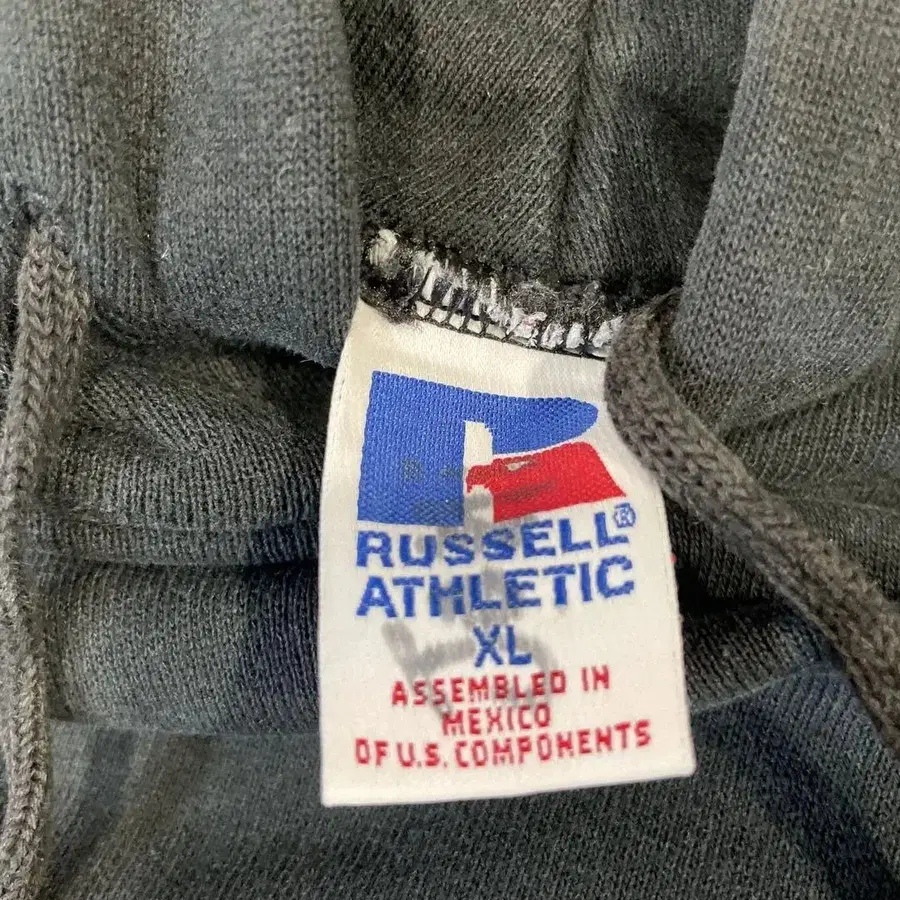 RUSSELL®
ATHLETIC
XL
ASSEMBLED IN
MEXICO
OF U.S. COMPONENTS